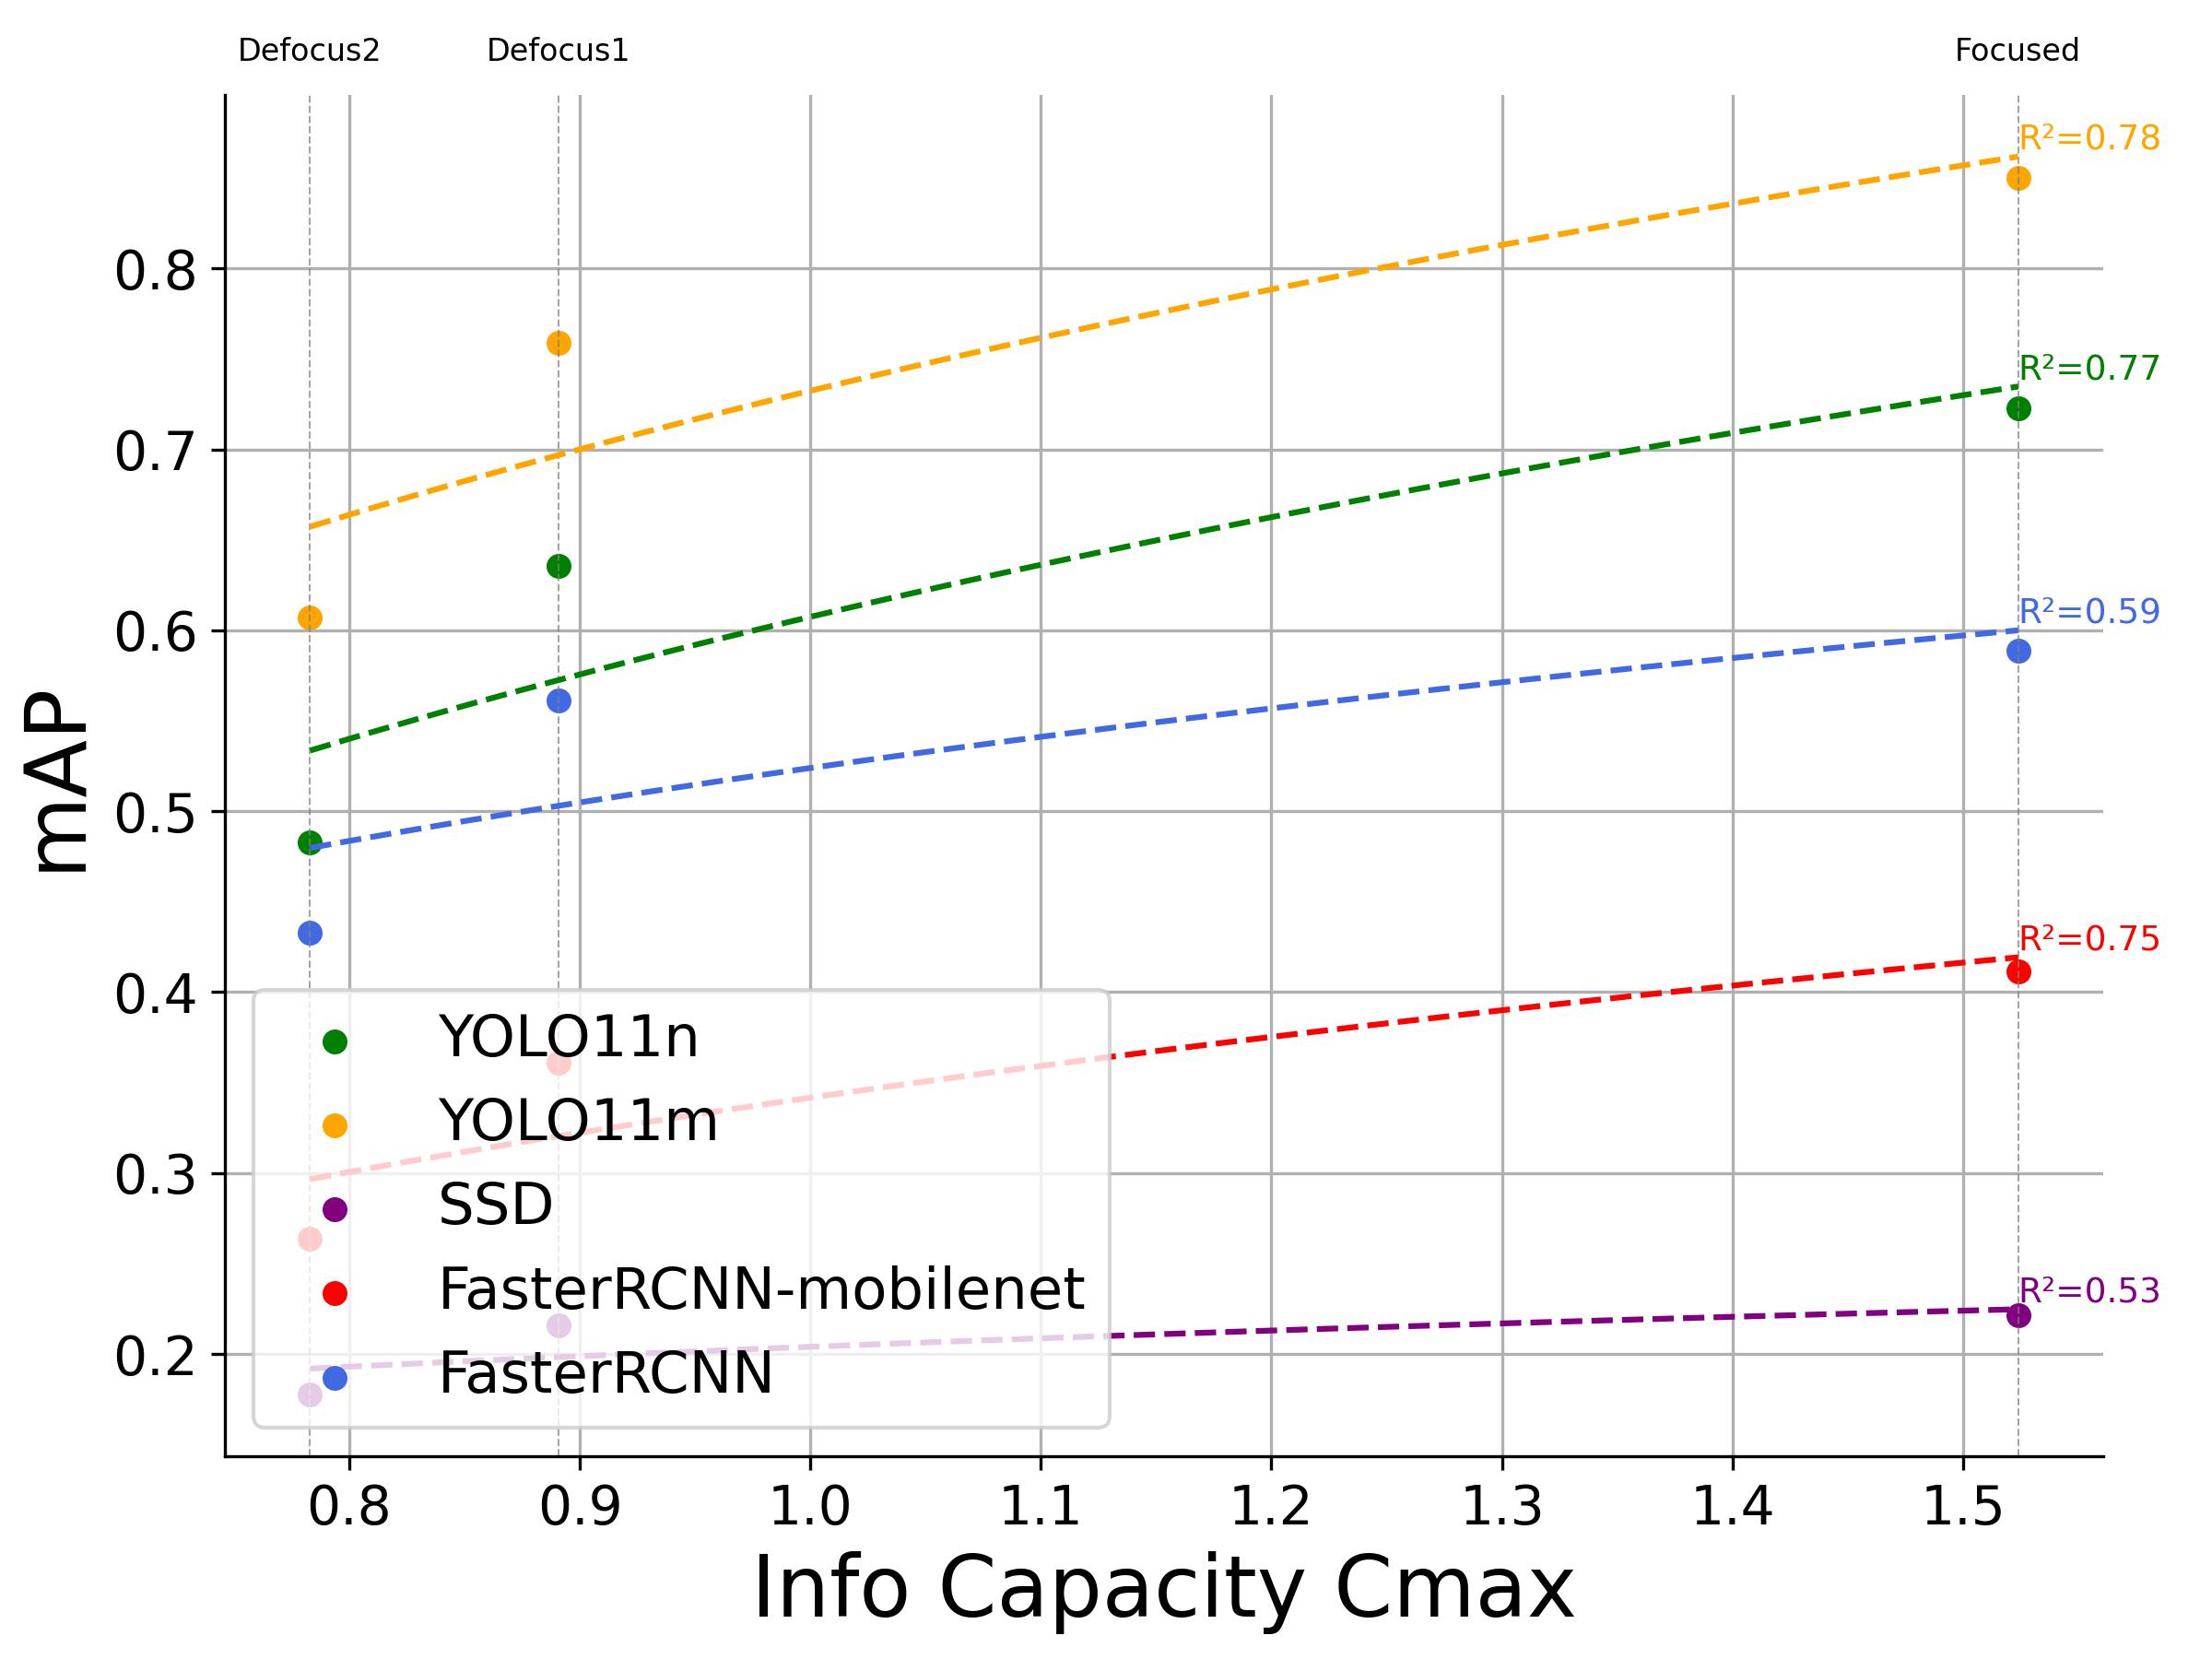 Defocus2 Defocus1 Focused
R²=0.78
R²=0.77
R²=0.59
R²=0.75
R²=0.53
mAP
0.8
0.7
0.6
0.5
0.4
0.3
0.2
YOLO11n
YOLO11m
SSD
FasterRCNN-mobilenet
FasterRCNN
0.8 0.9 1.0 1.1 1.2 1.3 1.4 1.5
Info Capacity Cmax